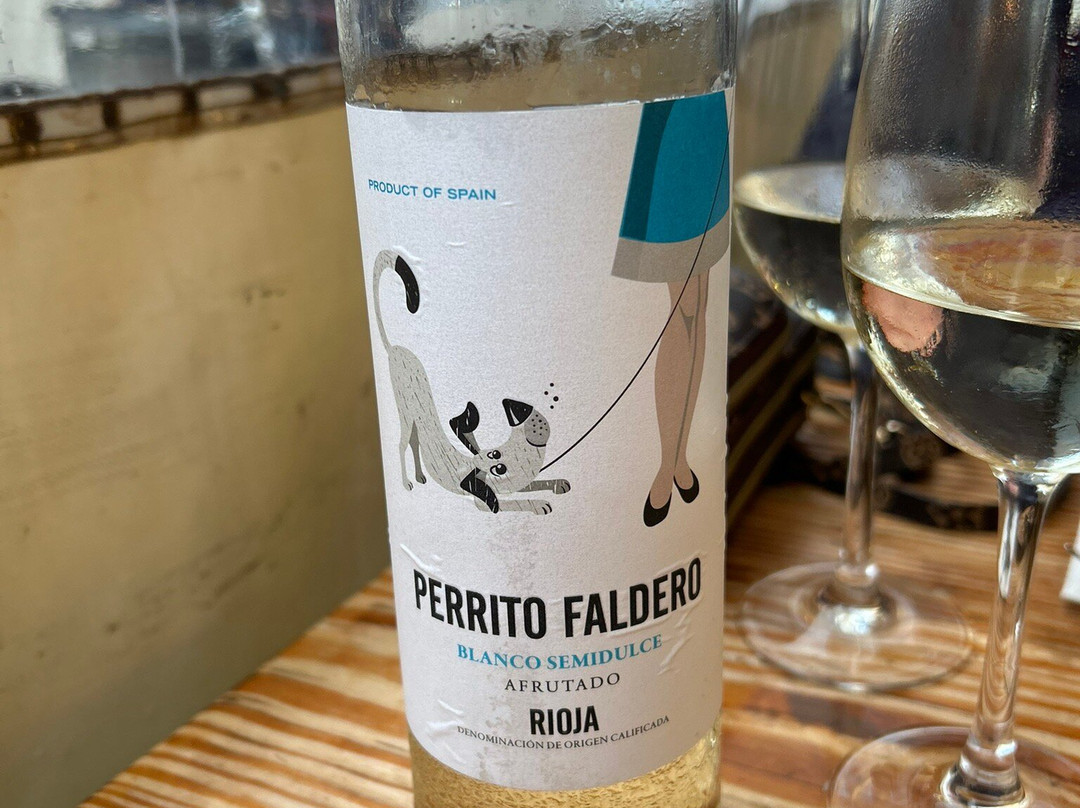 PRODUCT OF SPAIN
PERRITO FALDERO
BLANCO SEMIDULCE
AFRUTADO
RIOJA
DENOMINACIÓN DE ORIGEN CALIFICADA